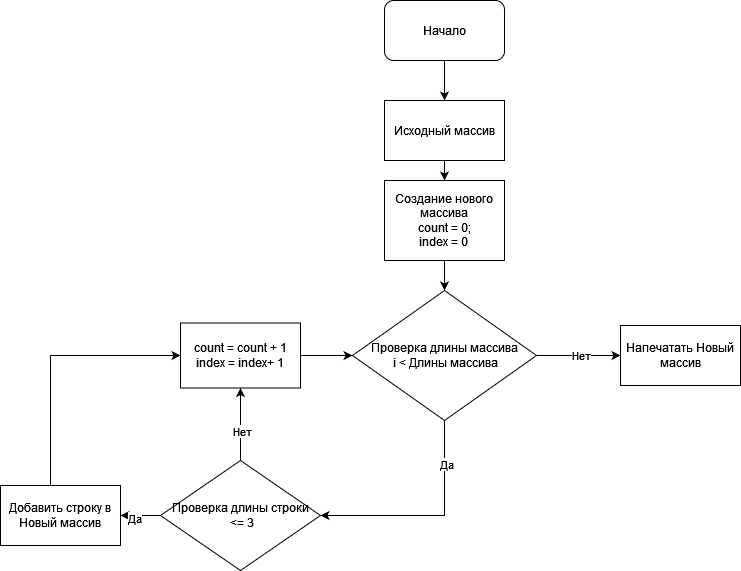 Начало
Исходный массив
Создание нового
массива
count = 0;
index = 0
Проверка длины массива
i < Длины массива
Нет
Напечатать Новый
массив
count = count + 1
index = index+ 1
Да
Нет
Проверка длины строки
<= 3
Да
Добавить строку в
Новый массив